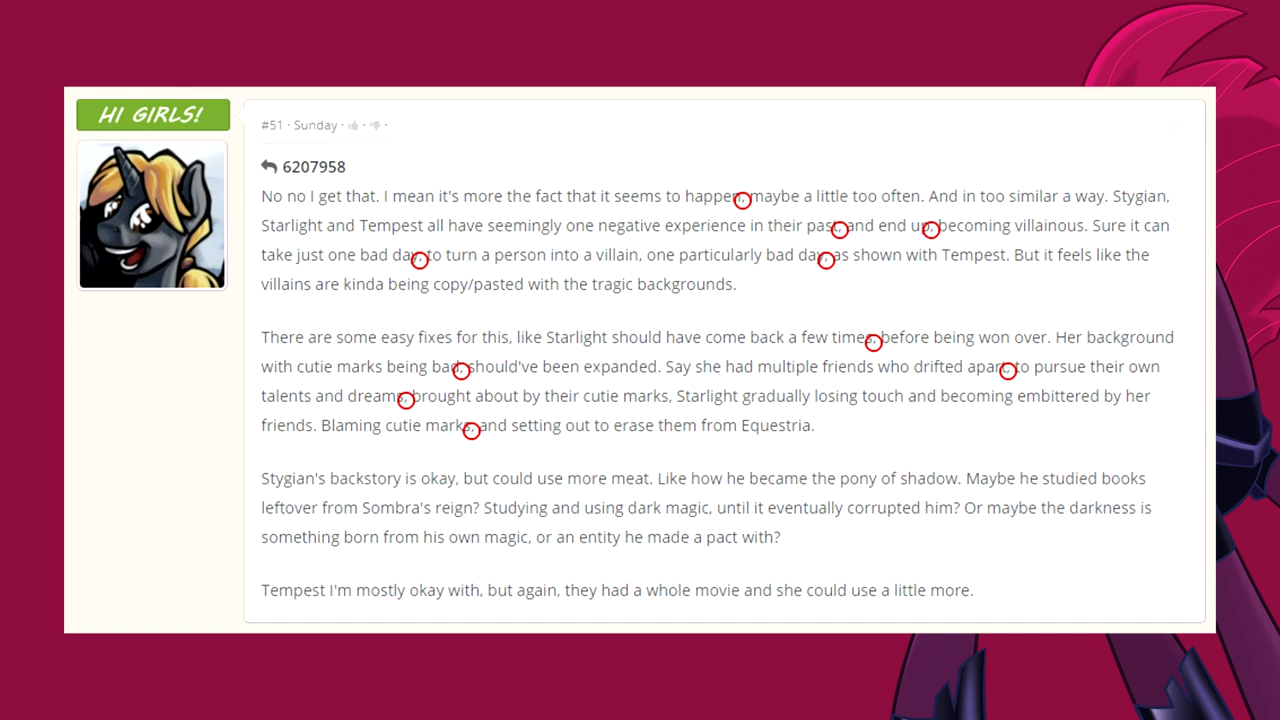 HI GIRLS!
#51 · Sunday · · ·
6207958
No no I get that. I mean it's more the fact that it seems to happen, maybe a little too often. And in too similar a way. Stygian,
Starlight and Tempest all have seemingly one negative experience in their past, and end up, becoming villainous. Sure it can
take just one bad day, to turn a person into a villain, one particularly bad day, as shown with Tempest. But it feels like the
villains are kinda being copy/pasted with the tragic backgrounds.
There are some easy fixes for this, like Starlight should have come back a few times, before being won over. Her background
with cutie marks being bad, should've been expanded. Say she had multiple friends who drifted apart, to pursue their own
talents and dreams, brought about by their cutie marks, Starlight gradually losing touch and becoming embittered by her
friends. Blaming cutie marks, and setting out to erase them from Equestria.
Stygian's backstory is okay, but could use more meat. Like how he became the pony of shadow. Maybe he studied books
leftover from Sombra's reign? Studying and using dark magic, until it eventually corrupted him? Or maybe the darkness is
something born from his own magic, or an entity he made a pact with?
Tempest I'm mostly okay with, but again, they had a whole movie and she could use a little more.